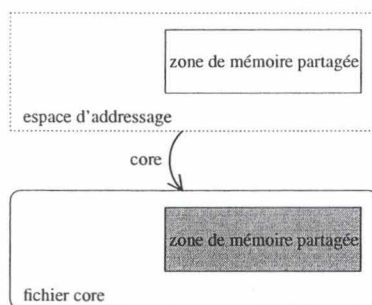 zone de mémoire partagée
espace d'addressage
core
zone de mémoire partagée
fichier core